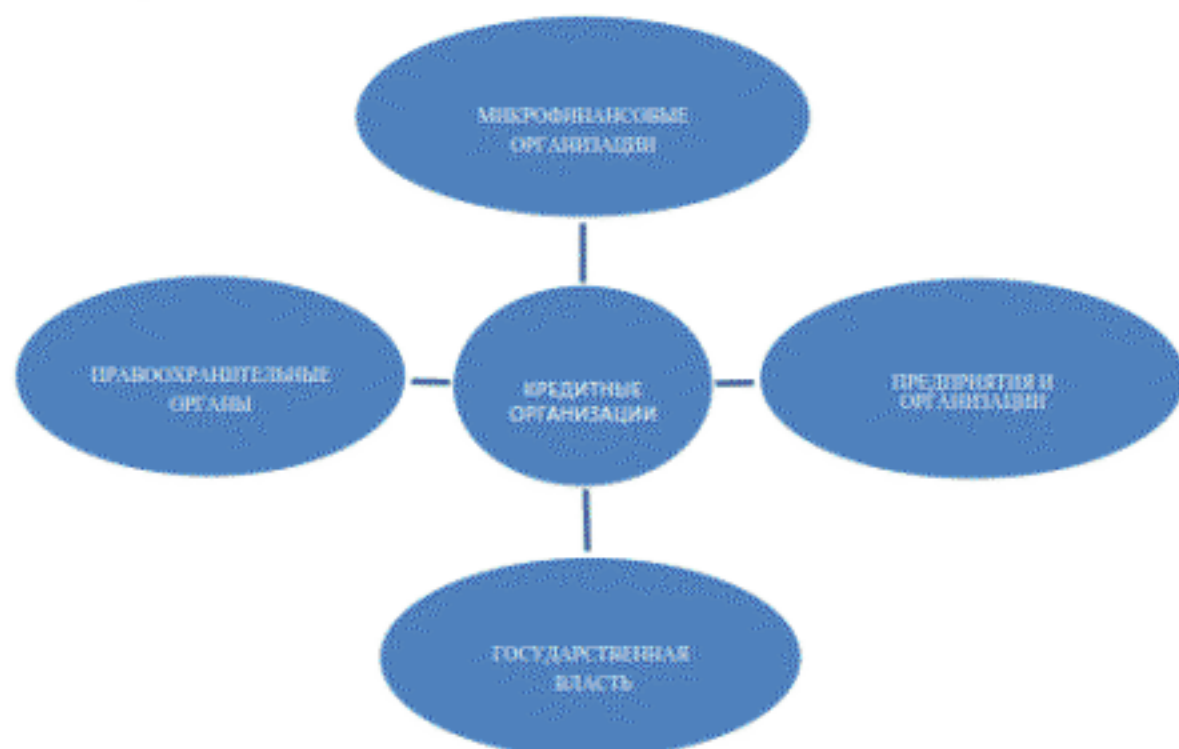 МИКРОФИНАНСОВЫЕ
ОРГАНИЗАЦИИ
ПРАВООХРАНИТЕЛЬНЫЕ
ОРГАНЫ
КРЕДИТНЫЕ
ОРГАНИЗАЦИИ
ПРЕДПРИЯТИЯ И
ОРГАНИЗАЦИИ
ГОСУДАРСТВЕННАЯ
ВЛАСТЬ